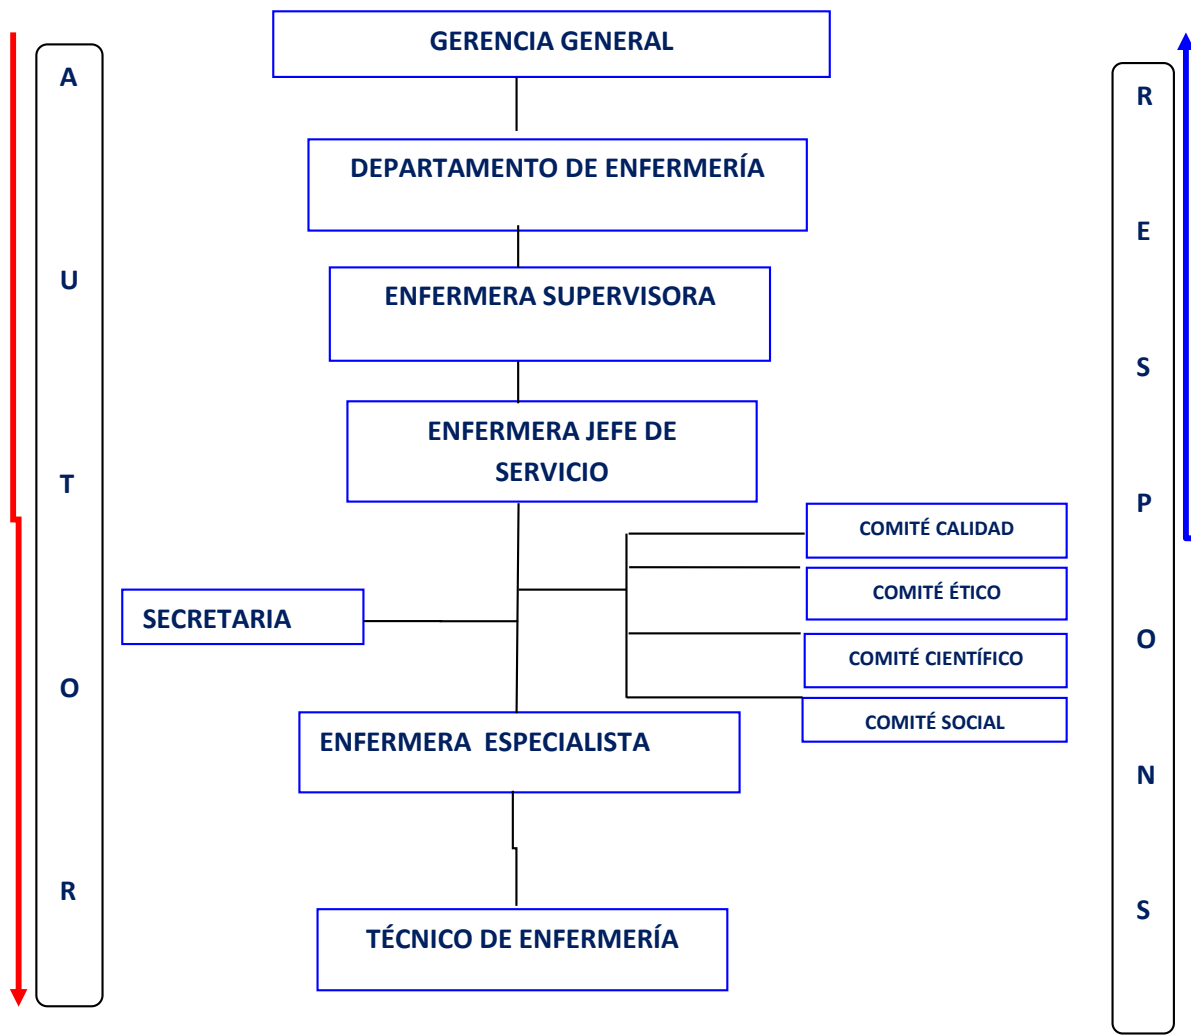 GERENCIA GENERAL
DEPARTAMENTO DE ENFERMERÍA
ENFERMERA SUPERVISORA
ENFERMERA JEFE DE
SERVICIO
COMITÉ CALIDAD
COMITÉ ÉTICO
SECRETARIA
COMITÉ CIENTÍFICO
COMITÉ SOCIAL
ENFERMERA ESPECIALISTA
TÉCNICO DE ENFERMERÍA
A
U
T
O
R
R
E
S
P
O
N
S